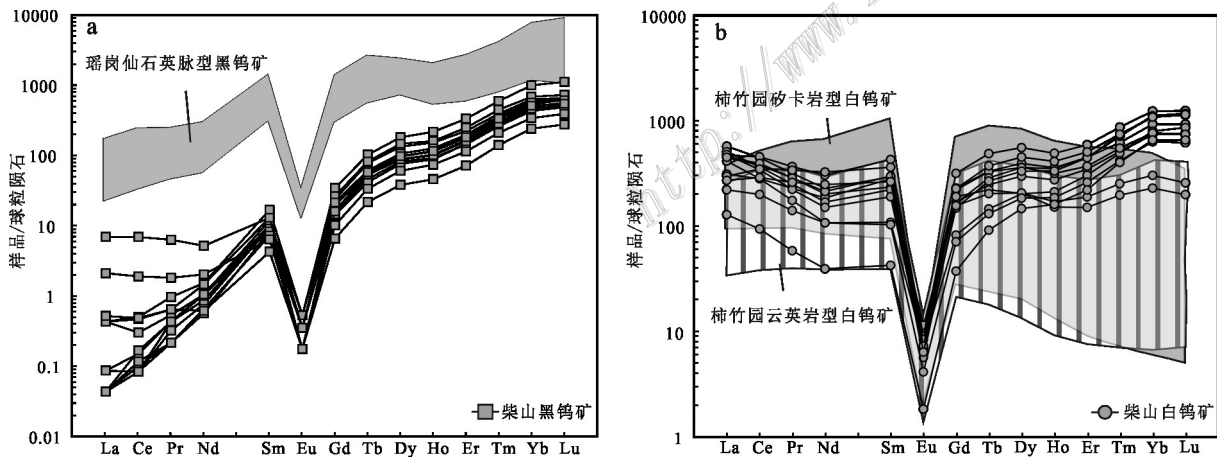 a
10000
1000
100
10
1
0.1
0.01
样品/球粒陨石
瑶岗仙石英脉型黑钨矿
柴山黑钨矿
La Ce Pr Nd Sm Eu Gd Tb Dy Ho Er Tm Yb Lu
b
10000
1000
100
10
1
样品/球粒陨石
柿竹园矽卡岩型白钨矿
柿竹园云英岩型白钨矿
柴山白钨矿
La Ce Pr Nd Sm Eu Gd Tb Dy Ho Er Tm Yb Lu
http://www.